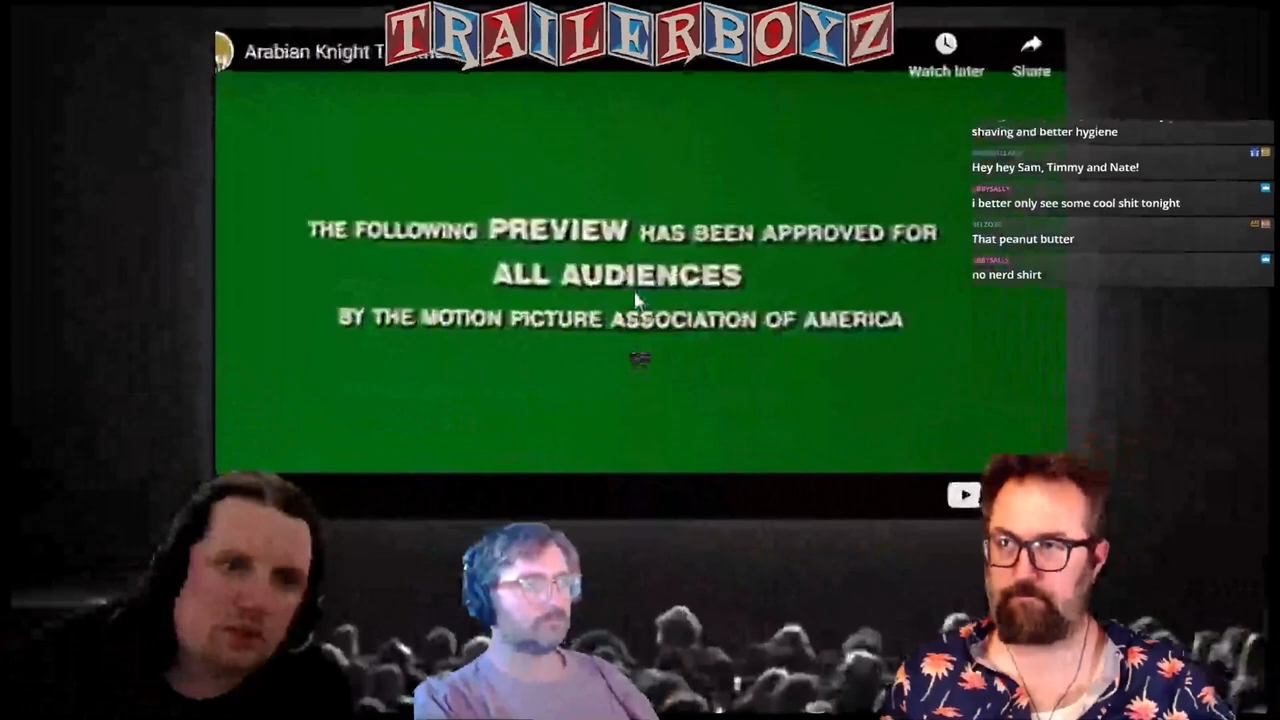 TRAILERBOYZ
Arabian Knight
Watch later
Share
THE FOLLOWING PREVIEW HAS BEEN APPROVED FOR
ALL AUDIENCES
BY THE MOTION PICTURE ASSOCIATION OF AMERICA
shaving and better hygiene
Hey hey Sam, Timmy and Nate!
i better only see some cool shit tonight
That peanut butter
no nerd shirt